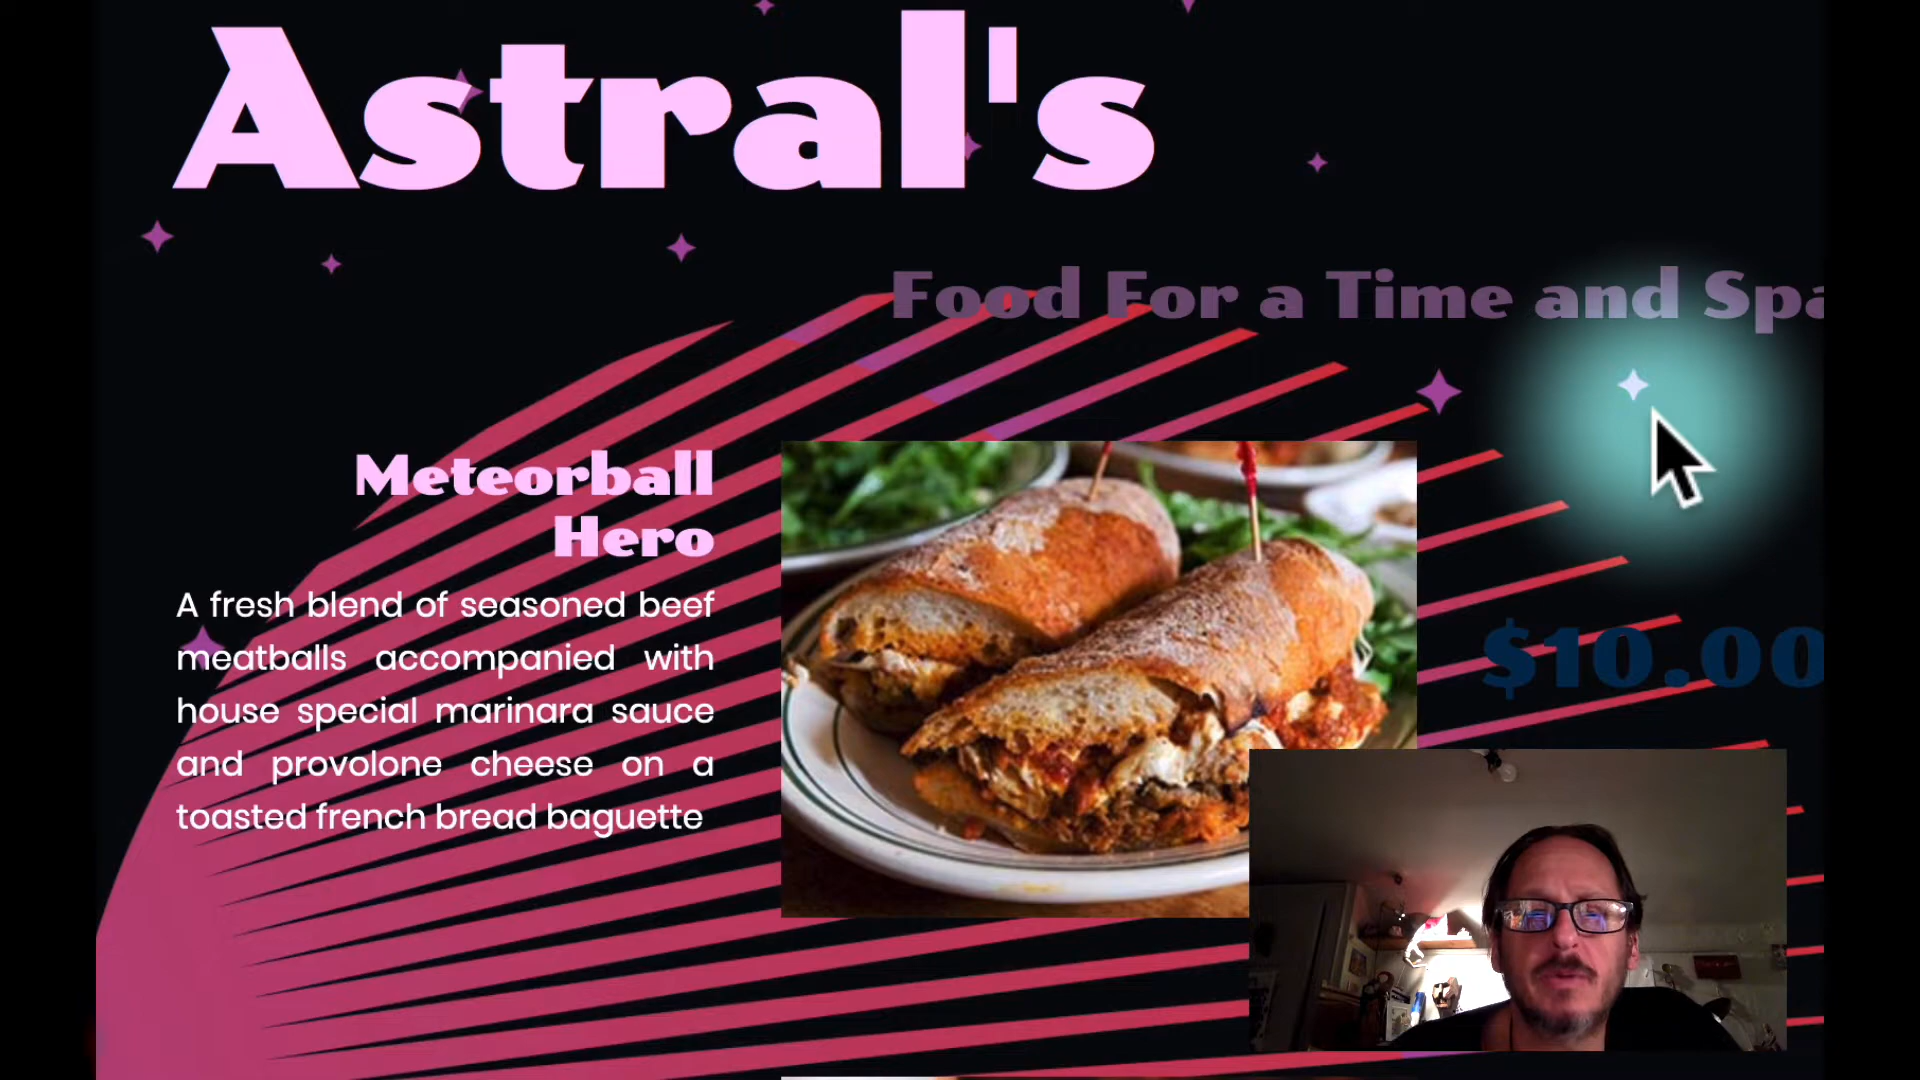 Astral's
Food For a Time and Spa
Meteorball
Hero
A fresh blend of seasoned beef
meatballs accompanied with
house special marinara sauce
and provolone cheese on a
toasted french bread baguette
$10.00